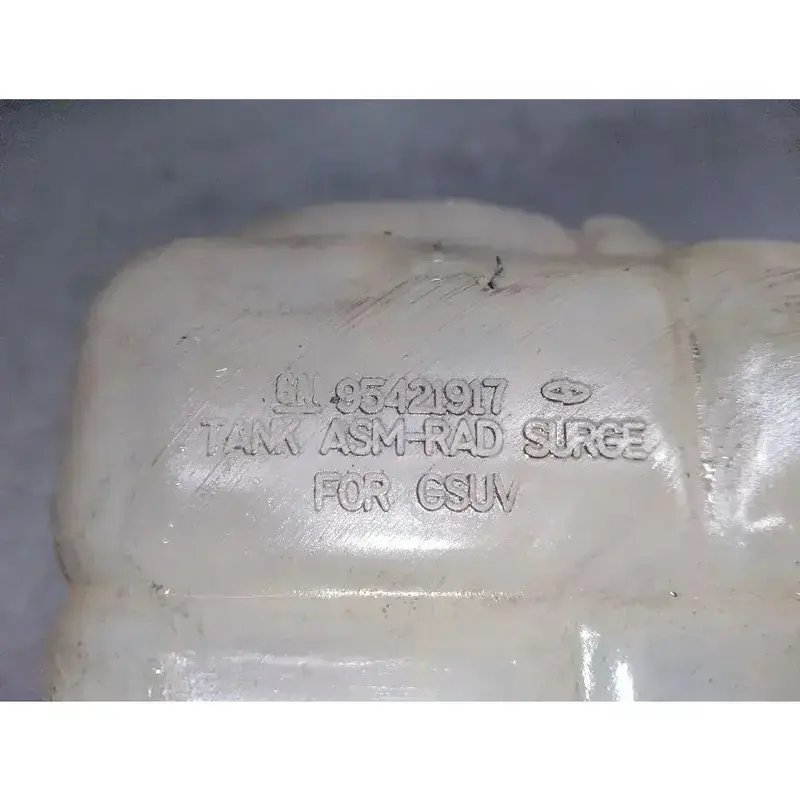 GM 95421917
TANK ASM-RAD SURGE
FOR GSUV